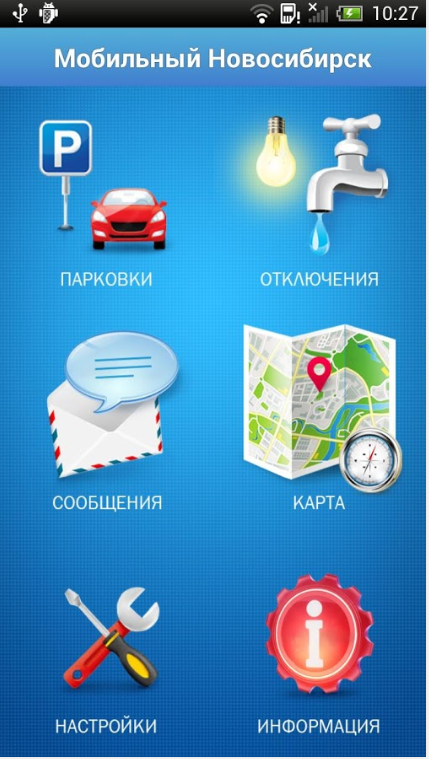 10:27
Мобильный Новосибирск
P
ПАРКОВКИ
ОТКЛЮЧЕНИЯ
СООБЩЕНИЯ
КАРТА
НАСТРОЙКИ
ИНФОРМАЦИЯ